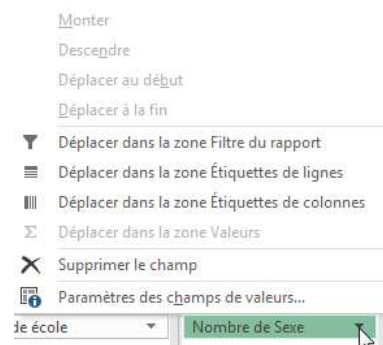 Monter
Descendre
Déplacer au début
Déplacer à la fin
Déplacer dans la zone Filtre du rapport
Déplacer dans la zone Étiquettes de lignes
Déplacer dans la zone Étiquettes de colonnes
Σ Déplacer dans la zone Valeurs
Supprimer le champ
Paramètres des champs de valeurs...
de école Nombre de Sexe